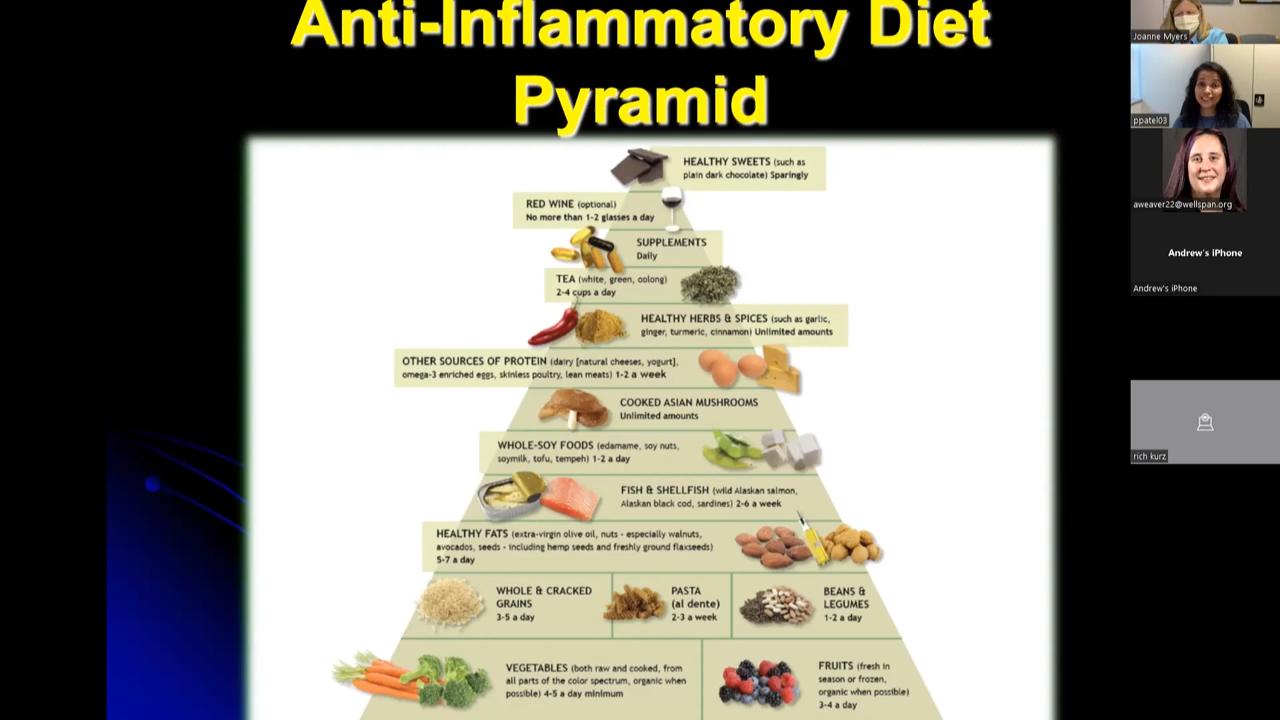 Anti-Inflammatory Diet
Pyramid
HEALTHY SWEETS (such as
plain dark chocolate) Sparingly
RED WINE (optional)
No more than 1-2 glasses a day
SUPPLEMENTS
Daily
TEA (white, green, oolong)
2-4 cups a day
HEALTHY HERBS & SPICES (such as garlic,
ginger, turmeric, cinnamon) Unlimited amounts
OTHER SOURCES OF PROTEIN (dairy [natural cheeses, yogurt],
omega-3 enriched eggs, skinless poultry, lean meats) 1-2 a week
COOKED ASIAN MUSHROOMS
Unlimited amounts
WHOLE-SOY FOODS (edamame, soy nuts,
soymilk, tofu, tempeh) 1-2 a day
FISH & SHELLFISH (wild Alaskan salmon,
Alaskan black cod, sardines) 2-6 a week
HEALTHY FATS (extra-virgin olive oil, nuts - especially walnuts,
avocados, seeds - including hemp seeds and freshly ground flaxseeds)
5-7 a day
WHOLE & CRACKED
GRAINS
3-5 a day
PASTA
(al dente)
2-3 a week
BEANS &
LEGUMES
1-2 a day
VEGETABLES (both raw and cooked, from
all parts of the color spectrum, organic when
possible) 4-5 a day minimum
FRUITS (fresh in
season or frozen,
organic when possible)
3-4 a day
Joanne Myers
ppatel03
aweaver22@wellspan.org
Andrew's iPhone
Andrew's iPhone
rich kurz